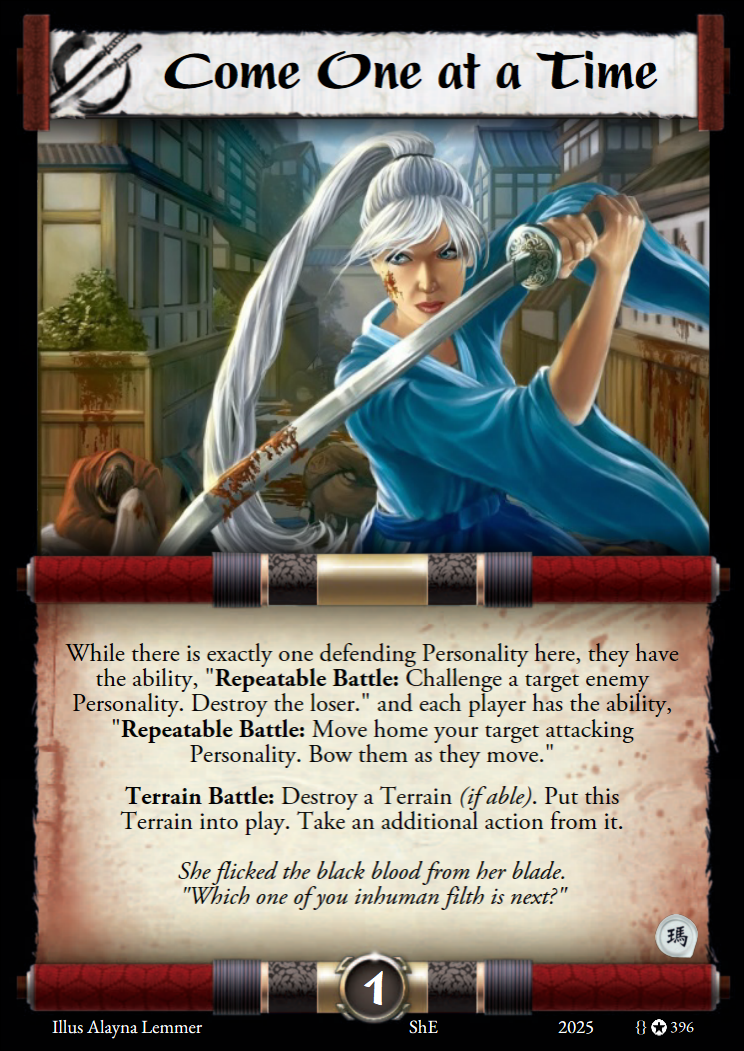 Come One at a Time
While there is exactly one defending Personality here, they have
the ability, "Repeatable Battle: Challenge a target enemy
Personality. Destroy the loser." and each player has the ability,
"Repeatable Battle: Move home your target attacking
Personality. Bow them as they move."
Terrain Battle: Destroy a Terrain (if able). Put this
Terrain into play. Take an additional action from it.
She flicked the black blood from her blade.
"Which one of you inhuman filth is next?"
瑪
1
Illus Alayna Lemmer ShE 2025 {} 396